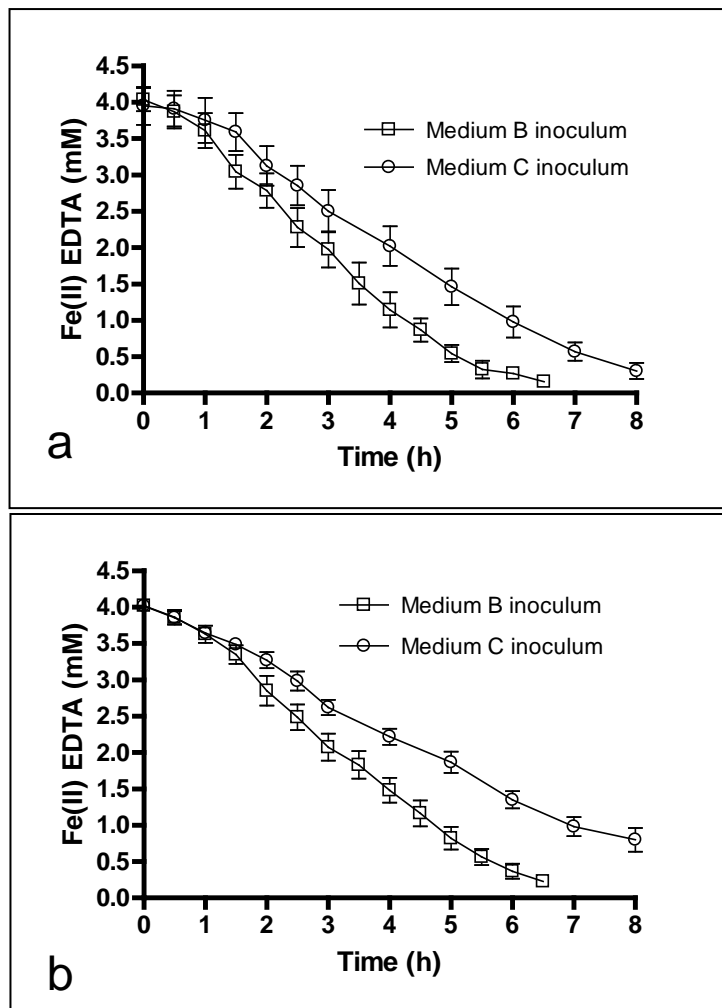 4.5
4.0
3.5
3.0
2.5
2.0
1.5
1.0
0.5
0.0
Fe(II) EDTA (mM)
Medium B inoculum
Medium C inoculum
0 1 2 3 4 5 6 7 8
Time (h)
a
4.5
4.0
3.5
3.0
2.5
2.0
1.5
1.0
0.5
0.0
Fe(II) EDTA (mM)
Medium B inoculum
Medium C inoculum
0 1 2 3 4 5 6 7 8
Time (h)
b